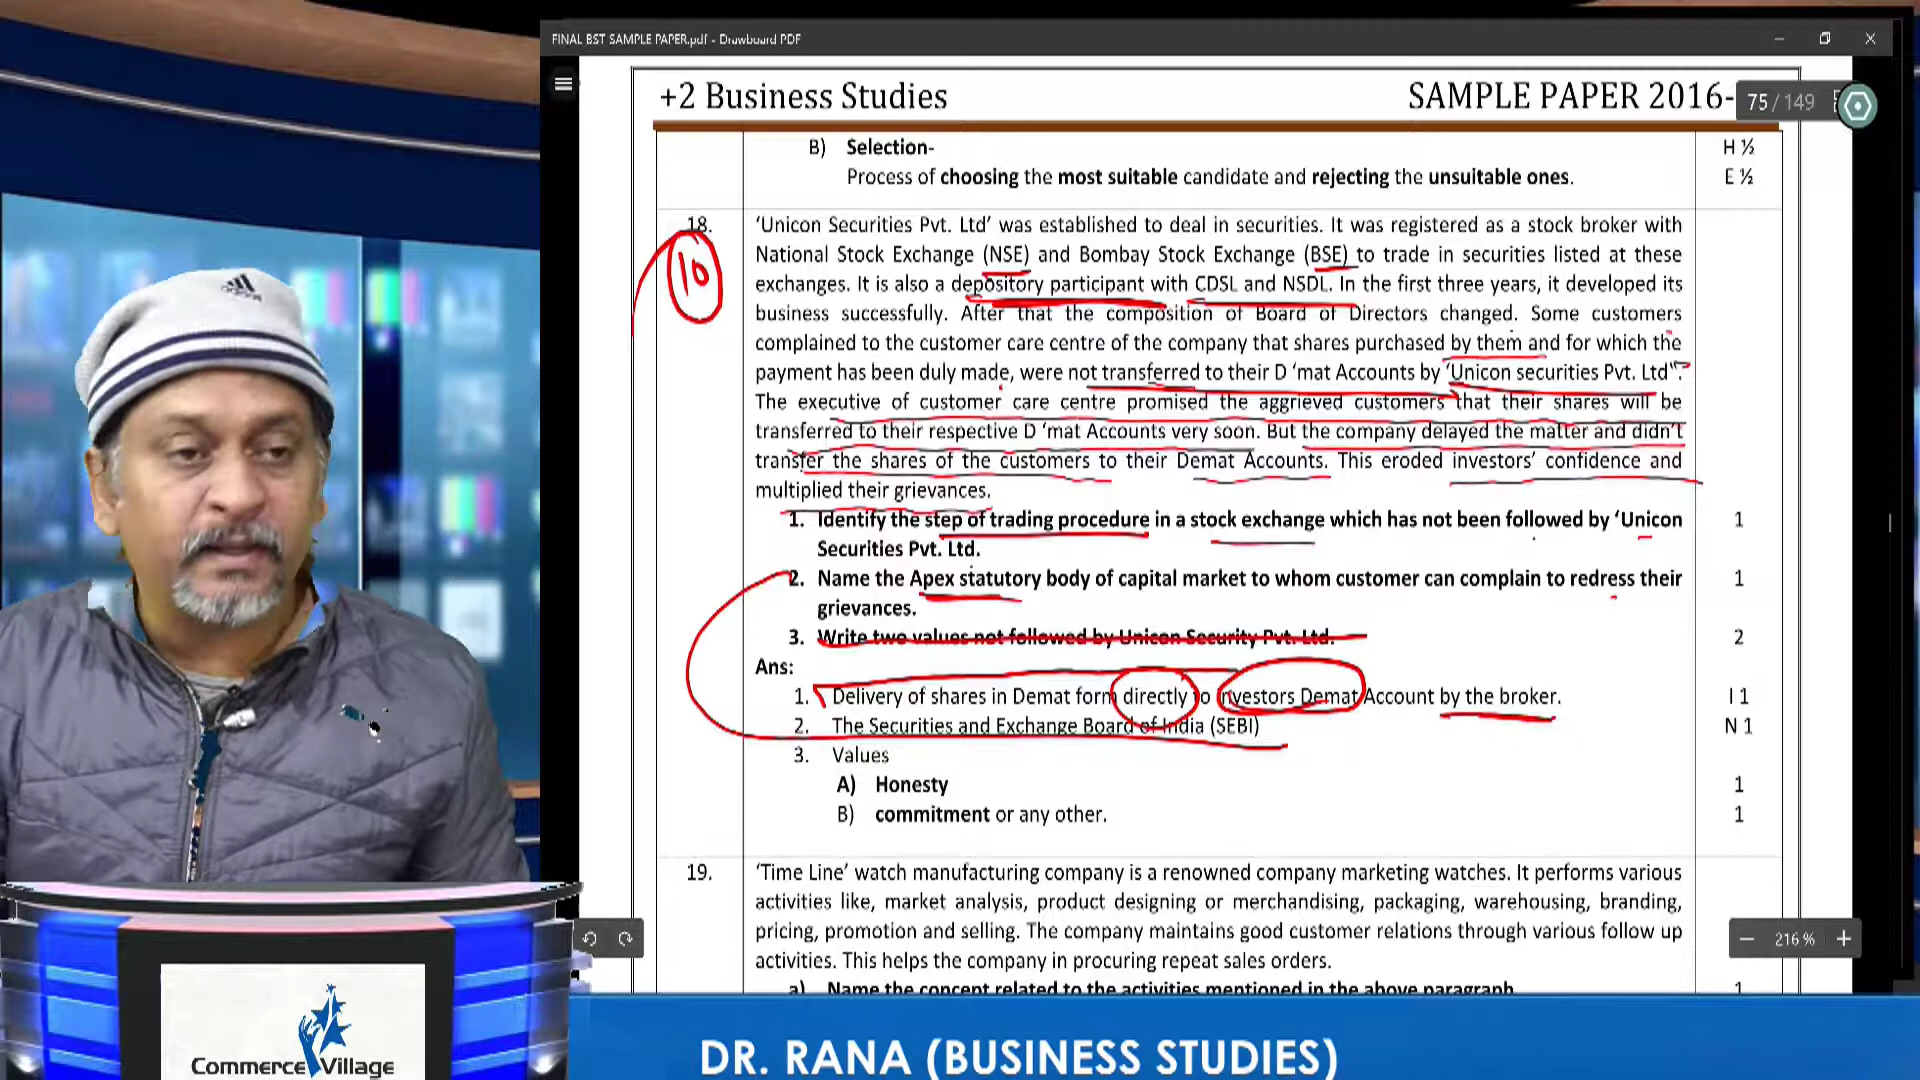 FINAL BST SAMPLE PAPER.pdf - Drawboard PDF
+2 Business Studies SAMPLE PAPER 2016-
75 / 149
B) Selection- H ½
Process of choosing the most suitable candidate and rejecting the unsuitable ones. E ½
18. ‘Unicon Securities Pvt. Ltd’ was established to deal in securities. It was registered as a stock broker with
10
National Stock Exchange (NSE) and Bombay Stock Exchange (BSE) to trade in securities listed at these
exchanges. It is also a depository participant with CDSL and NSDL. In the first three years, it developed its
business successfully. After that the composition of Board of Directors changed. Some customers
complained to the customer care centre of the company that shares purchased by them and for which the
payment has been duly made, were not transferred to their D ‘mat Accounts by ‘Unicon securities Pvt. Ltd”.
The executive of customer care centre promised the aggrieved customers that their shares will be
transferred to their respective D ‘mat Accounts very soon. But the company delayed the matter and didn’t
transfer the shares of the customers to their Demat Accounts. This eroded investors’ confidence and
multiplied their grievances.
1. Identify the step of trading procedure in a stock exchange which has not been followed by ‘Unicon 1
Securities Pvt. Ltd.
2. Name the Apex statutory body of capital market to whom customer can complain to redress their 1
grievances.
3. Write two values not followed by Unicon Security Pvt. Ltd. 2
Ans:
1. Delivery of shares in Demat form directly to investors Demat Account by the broker. I 1
2. The Securities and Exchange Board of India (SEBI) N 1
3. Values
A) Honesty 1
B) commitment or any other. 1
19. ‘Time Line’ watch manufacturing company is a renowned company marketing watches. It performs various
activities like, market analysis, product designing or merchandising, packaging, warehousing, branding,
pricing, promotion and selling. The company maintains good customer relations through various follow up
activities. This helps the company in procuring repeat sales orders.
a) Name the concept related to the activities mentioned in the above paragraph 1
216 %
adidas
Commerce Village
DR. RANA (BUSINESS STUDIES)